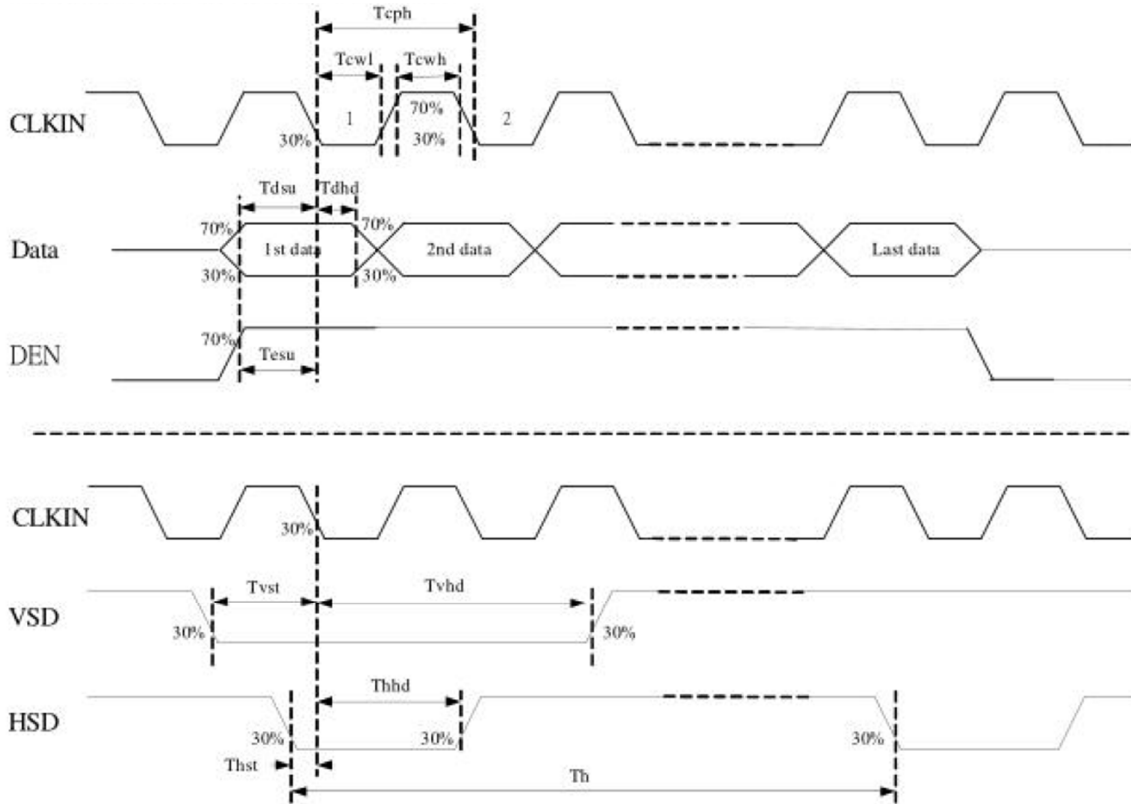 Tcph
Tcwl Tcwh
CLKIN 30% 1 70% 30% 2
Tdsu Tdhd
70% 70%
Data 1st data 2nd data Last data
30% 30%
70%
DEN Tesu
CLKIN 30%
Tvst Tvhd
VSD
30% 30%
Thhd
HSD
30% 30% 30%
Thst
Th